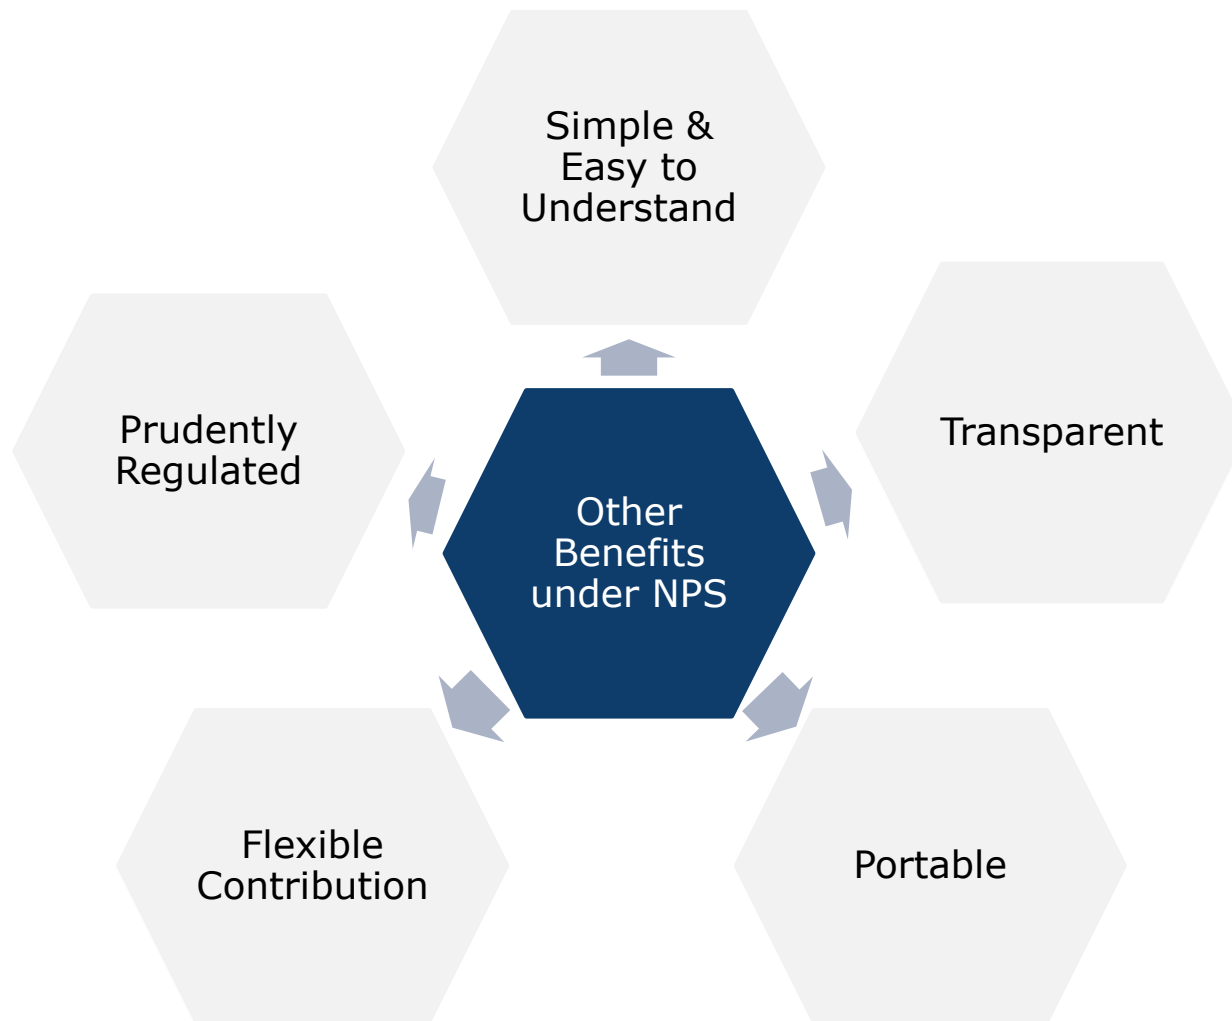 Simple &
Easy to
Understand
Prudently
Regulated
Transparent
Other
Benefits
under NPS
Flexible
Contribution
Portable